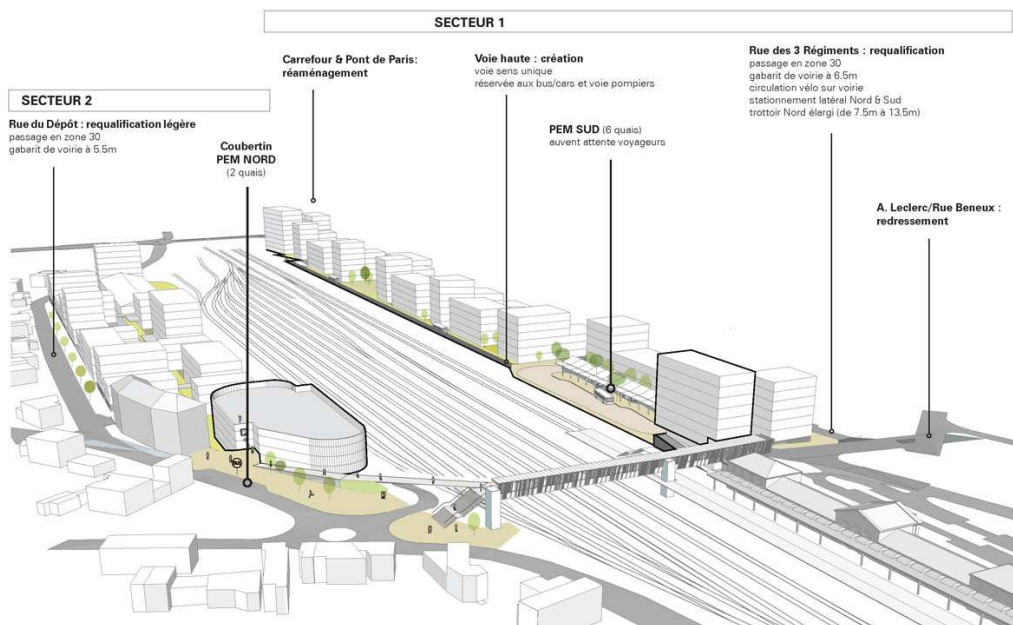 SECTEUR 1
Carrefour & Pont de Paris:
réaménagement
Voie haute : création
voie sens unique
réservée aux bus/cars et voie pompiers
Rue des 3 Régiments : requalification
passage en zone 30
gabarit de voirie à 6.5m
circulation vélo sur voirie
stationnement latéral Nord & Sud
trottoir Nord élargi (de 7.5m à 13.5m)
SECTEUR 2
Rue du Dépôt : requalification légère
passage en zone 30
gabarit de voirie à 5.5m
Coubertin
PEM NORD
(2 quais)
PEM SUD (6 quais)
auvent attente voyageurs
A. Leclerc/Rue Beneux :
redressement